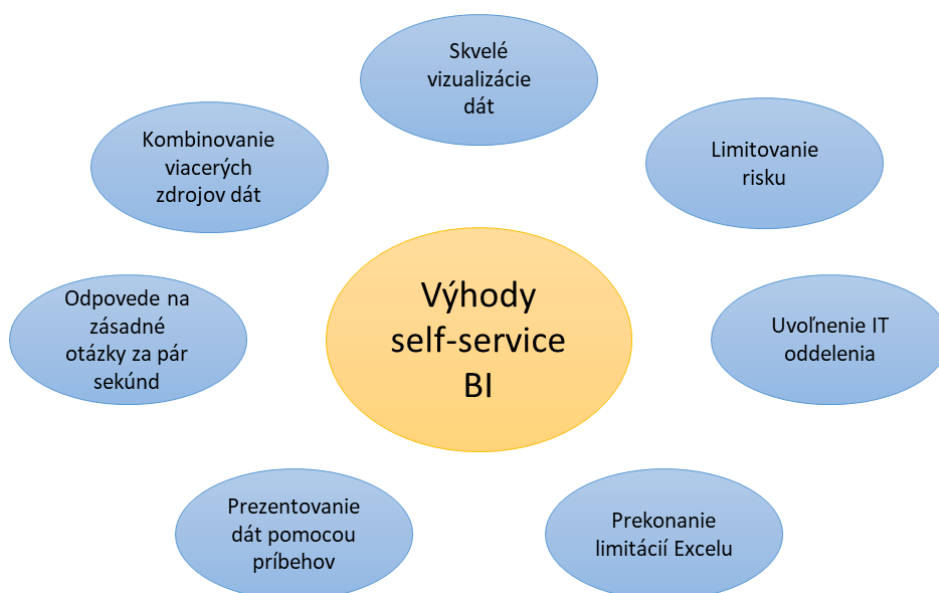 Skvelé
vizualizácie
dát
Kombinovanie
viacerých
zdrojov dát
Limitovanie
risku
Výhody
self-service
BI
Odpovede na
zásadné
otázky za pár
sekúnd
Uvoľnenie IT
oddelenia
Prezentovanie
dát pomocou
príbehov
Prekonanie
limitácií Excelu